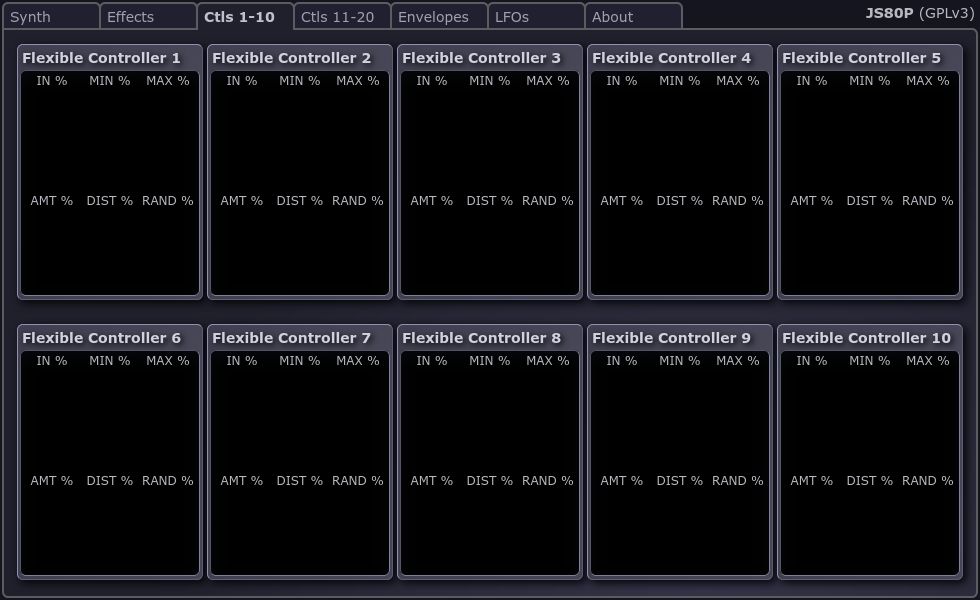 Synth Effects Ctls 1-10 Ctls 11-20 Envelopes LFOs About JS80P (GPLv3)
Flexible Controller 1 Flexible Controller 2 Flexible Controller 3 Flexible Controller 4 Flexible Controller 5
IN % MIN % MAX % IN % MIN % MAX % IN % MIN % MAX % IN % MIN % MAX % IN % MIN % MAX %
AMT % DIST % RAND % AMT % DIST % RAND % AMT % DIST % RAND % AMT % DIST % RAND % AMT % DIST % RAND %
Flexible Controller 6 Flexible Controller 7 Flexible Controller 8 Flexible Controller 9 Flexible Controller 10
IN % MIN % MAX % IN % MIN % MAX % IN % MIN % MAX % IN % MIN % MAX % IN % MIN % MAX %
AMT % DIST % RAND % AMT % DIST % RAND % AMT % DIST % RAND % AMT % DIST % RAND % AMT % DIST % RAND %